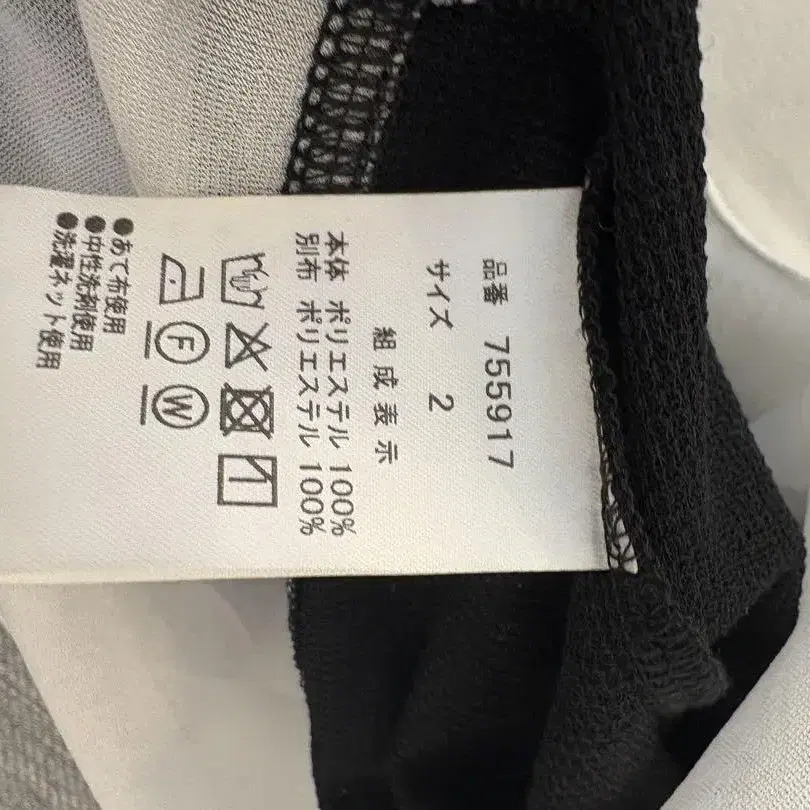 品番 755917
サイズ 2
組成表示
本体 ポリエステル 100%
別布 ポリエステル 100%
F W
●あて布使用
●中性洗剤使用
●洗濯ネット使用